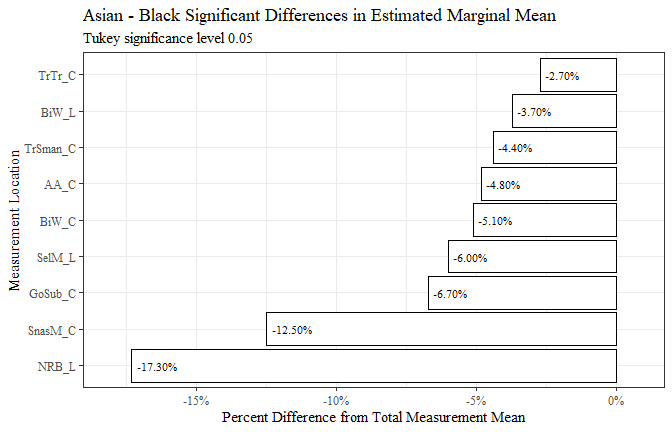 Asian - Black Significant Differences in Estimated Marginal Mean
Tukey significance level 0.05
Measurement Location
TrTr_C -2.70%
BiW_L -3.70%
TrSman_C -4.40%
AA_C -4.80%
BiW_C -5.10%
SelM_L -6.00%
GoSub_C -6.70%
SnasM_C -12.50%
NRB_L -17.30%
-15% -10% -5% 0%
Percent Difference from Total Measurement Mean